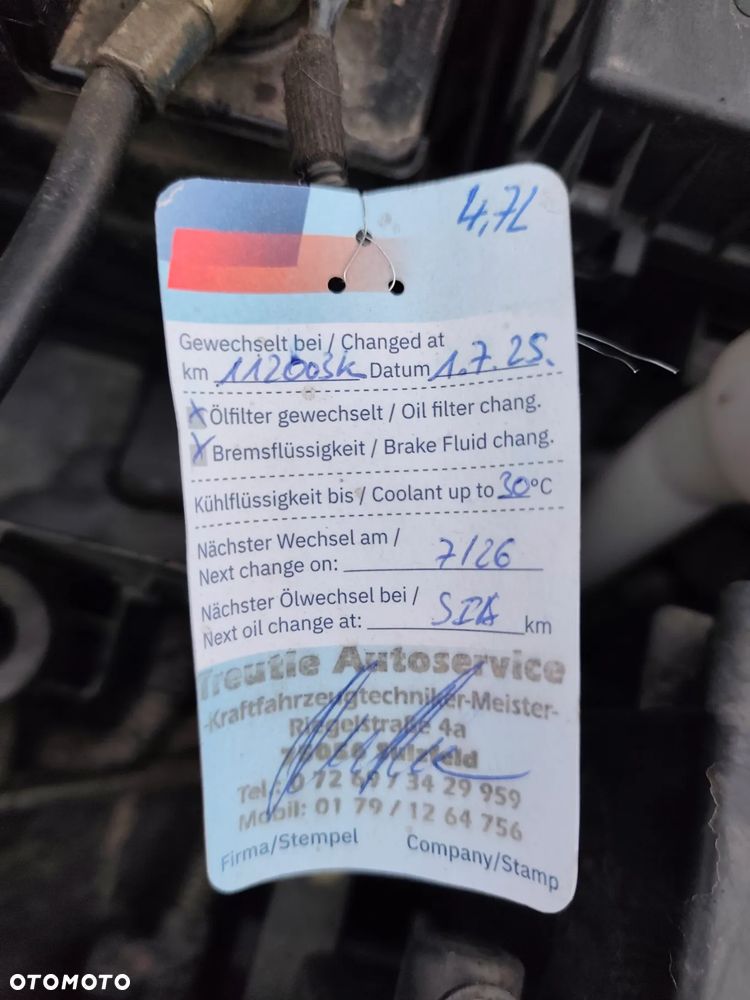 4,7L
Gewechselt bei / Changed at
km 112003k Datum 1.7.25.
X Ölfilter gewechselt / Oil filter chang.
X Bremsflüssigkeit / Brake Fluid chang.
Kühlflüssigkeit bis / Coolant up to 30°C
Nächster Wechsel am /
Next change on: 7/26
Nächster Ölwechsel bei /
Next oil change at: km
Treutle Autoservice
-Kraftfahrzeugtechniker-Meister-
4a
Sulzfeld
Tel.: 0 72 69 / 34 29 959
Mobil: 01 79 / 12 64 756
Firma/Stempel Company/Stamp
OTOMOTO